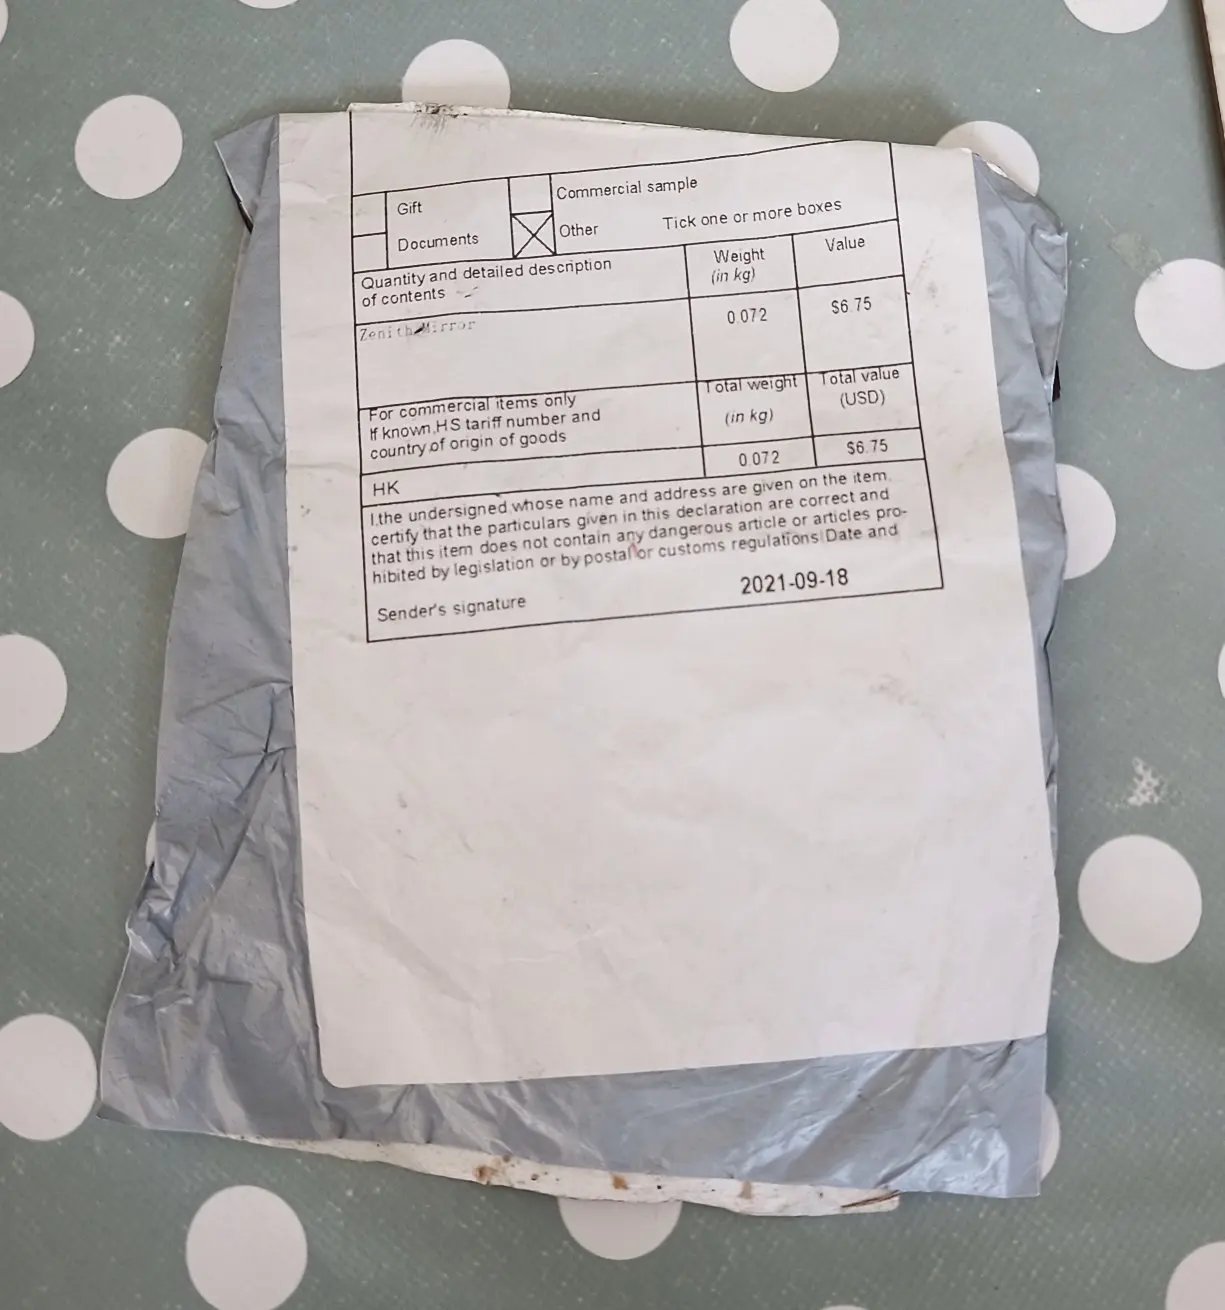 Commercial sample
Gift
Tick one or more boxes
Other
Documents
Quantity and detailed description
of contents
Weight
(in kg)
Value
Zenith Mirror
0.072
$6.75
For commercial items only
If known,HS tariff number and
country of origin of goods
Total weight
(in kg)
Total value
(USD)
HK
0.072
$6.75
I,the undersigned,whose name and address are given on the item.
certify that the particulars given in this declaration are correct and
that this item does not contain any dangerous article or articles pro-
hibited by legislation or by postal or customs regulations.Date and
Sender's signature
2021-09-18